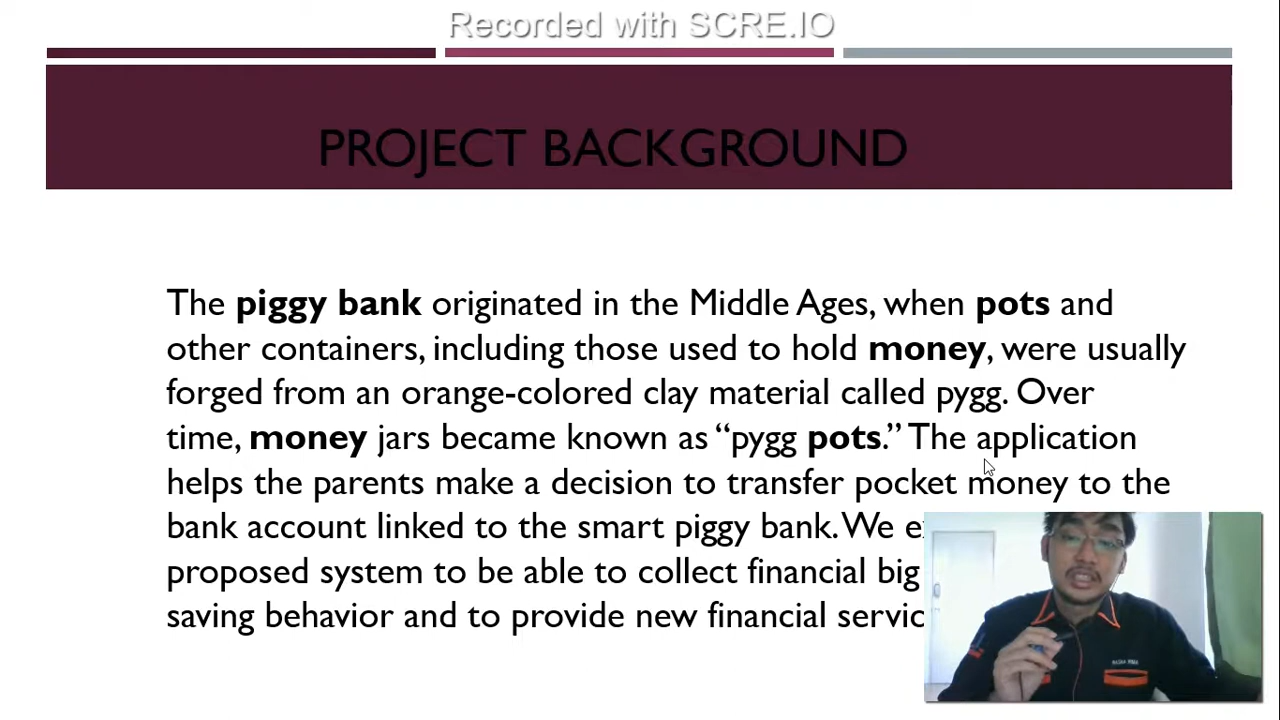 Recorded with SCRE.IO
PROJECT BACKGROUND
The piggy bank originated in the Middle Ages, when pots and
other containers, including those used to hold money, were usually
forged from an orange-colored clay material called pygg. Over
time, money jars became known as “pygg pots.” The application
helps the parents make a decision to transfer pocket money to the
bank account linked to the smart piggy bank. We
proposed system to be able to collect financial big
saving behavior and to provide new financial